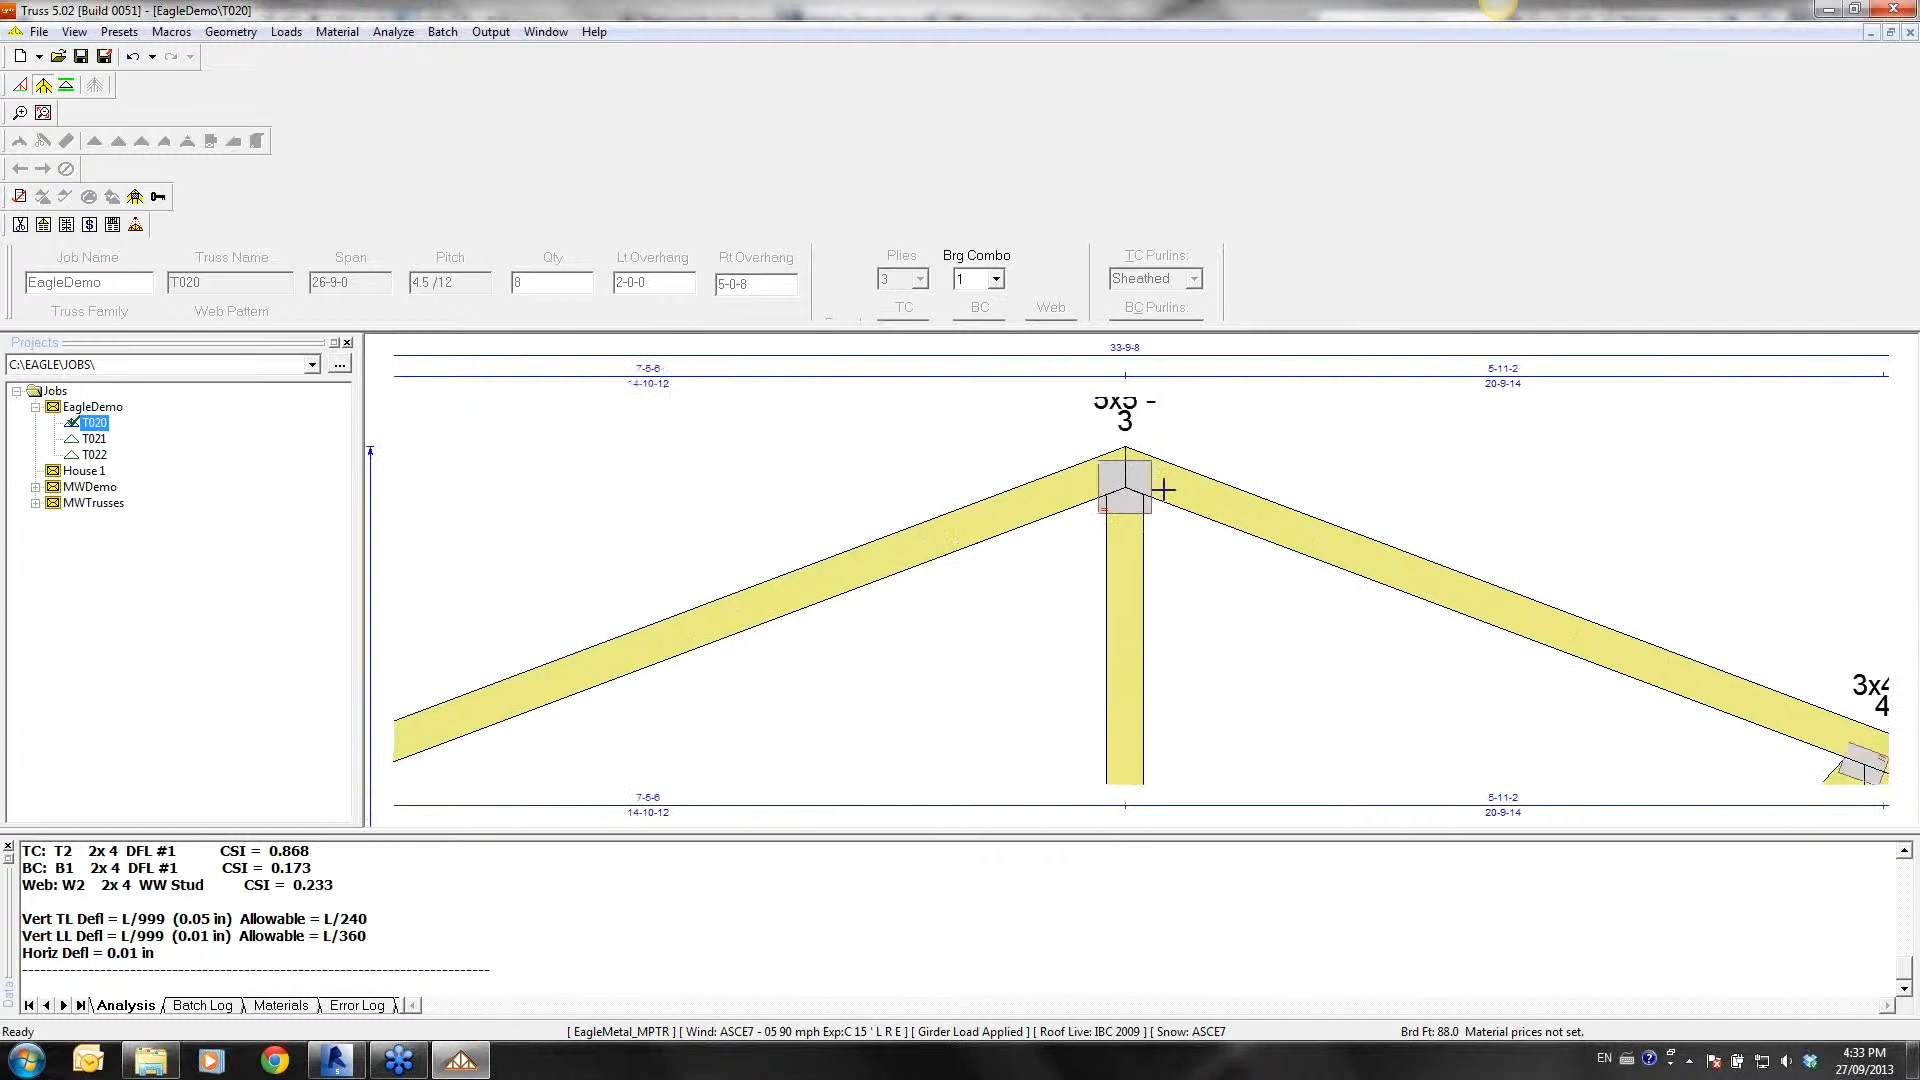 Truss 5.02 [Build 0051] - [EagleDemo\T020]
File View Presets Macros Geometry Loads Material Analyze Batch Output Window Help
Job Name Truss Name Span Pitch Qty Lt Overhang Rt Overhang Plies Brg Combo TC Purlins:
EagleDemo T020 26-9-0 4.5 /12 8 2-0-0 5-0-8 3 1 Sheathed
Truss Family Web Pattern TC BC Web BC Purlins:
Projects
C:\EAGLE\JOBS\
...
Jobs
EagleDemo
T020
T021
T022
House 1
MWDemo
MWTrusses
33-9-8
7-5-6 5-11-2
14-10-12 20-9-14
5x5 -
3
3x4
4
7-5-6 5-11-2
14-10-12 20-9-14
TC: T2 2x 4 DFL #1 CSI = 0.868
BC: B1 2x 4 DFL #1 CSI = 0.173
Web: W2 2x 4 WW Stud CSI = 0.233
Vert TL Defl = L/999 (0.05 in) Allowable = L/240
Vert LL Defl = L/999 (0.01 in) Allowable = L/360
Horiz Defl = 0.01 in
--------------------------------------------------------------------------------
Data
Analysis Batch Log Materials Error Log
Ready [ EagleMetal_MPTR ] [ Wind: ASCE7 - 05 90 mph Exp:C 15 ' L R E ] [ Girder Load Applied ] [ Roof Live: IBC 2009 ] [ Snow: ASCE7 Brd Ft: 88.0 Material prices not set.
EN 4:33 PM
27/09/2013